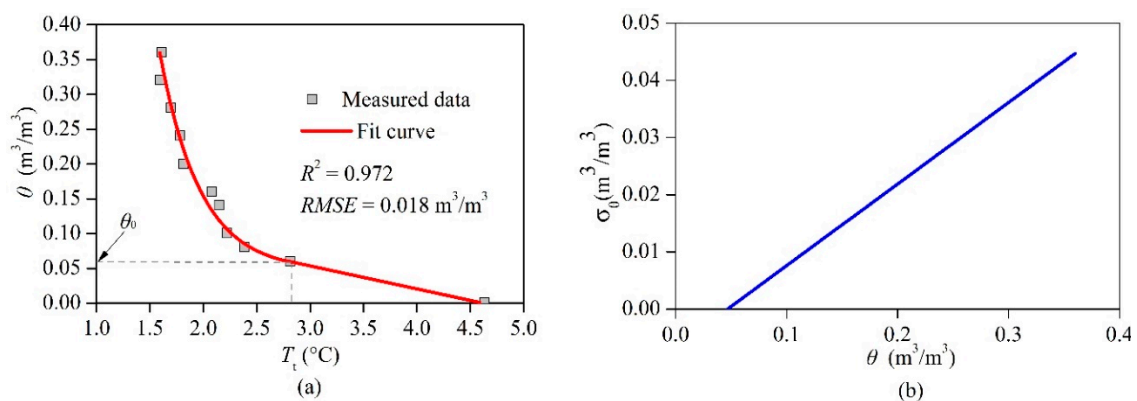 0.40
0.35
0.30
0.25
0.20
0.15
0.10
0.05
0.00
θ (m³/m³)
θ₀
Measured data
Fit curve
R² = 0.972
RMSE = 0.018 m³/m³
1.0 1.5 2.0 2.5 3.0 3.5 4.0 4.5 5.0
Tₜ (°C)
(a)
0.05
0.04
0.03
0.02
0.01
0.00
σ₀(m³/m³)
0.0 0.1 0.2 0.3 0.4
θ (m³/m³)
(b)